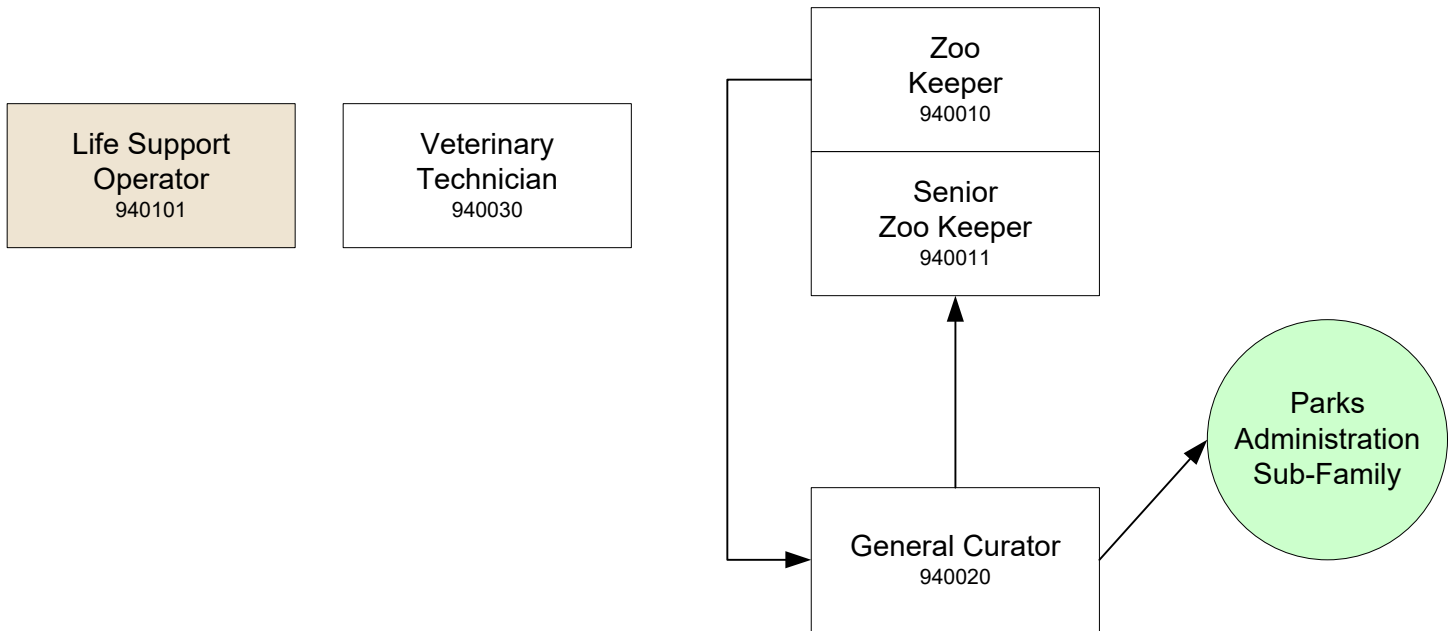 Life Support
Operator
940101
Veterinary
Technician
940030
Zoo
Keeper
940010
Senior
Zoo Keeper
940011
General Curator
940020
Parks
Administration
Sub-Family